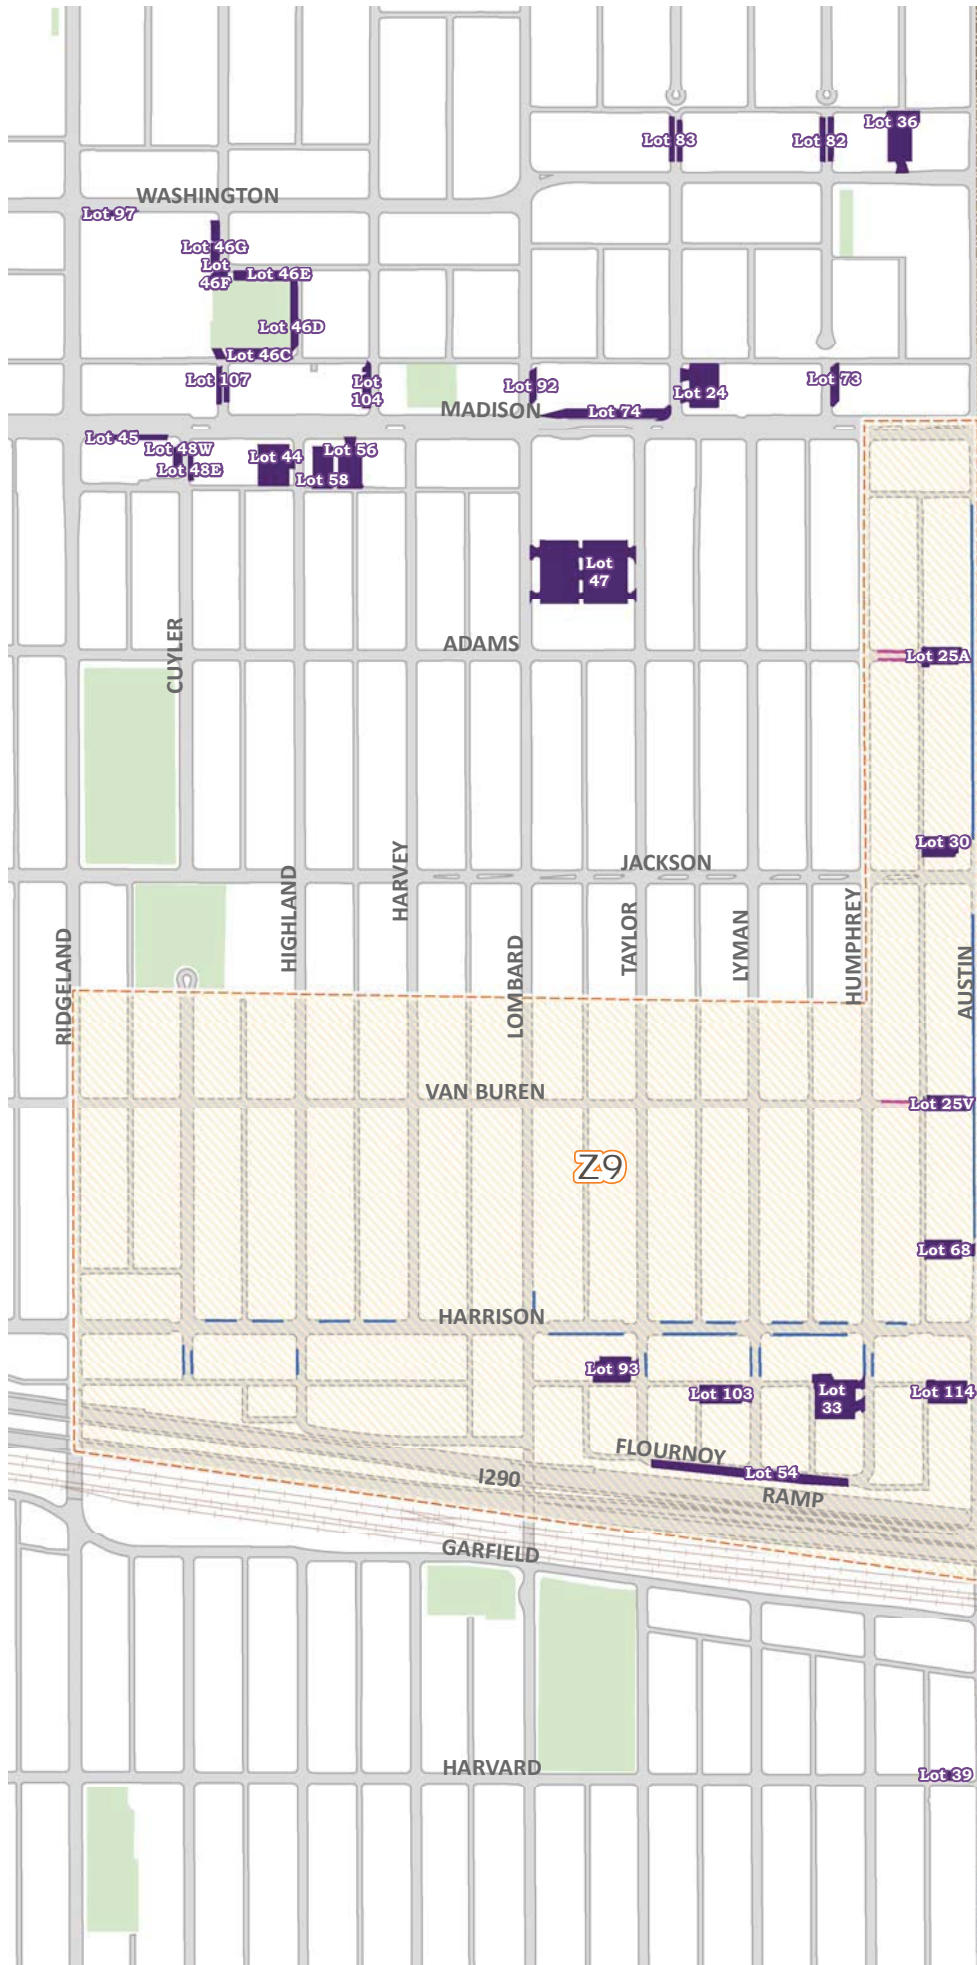 Lot 36
Lot 83
Lot 82
WASHINGTON
Lot 97
Lot 46G
Lot
46F
Lot 46E
Lot 46D
Lot 46C
Lot 107
Lot
104
Lot 92
Lot 24
Lot 73
MADISON
Lot 74
Lot 45
Lot 48W
Lot 48E
Lot 44
Lot 56
Lot 58
Lot
47
CUYLER
ADAMS
Lot 25A
Lot 30
JACKSON
RIDGELAND
HIGHLAND
HARVEY
LOMBARD
TAYLOR
LYMAN
HUMPHREY
AUSTIN
VAN BUREN
Lot 25V
Z9
Lot 68
HARRISON
Lot 93
Lot 103
Lot
33
Lot 114
FLOURNOY
Lot 54
I290
RAMP
GARFIELD
HARVARD
Lot 39